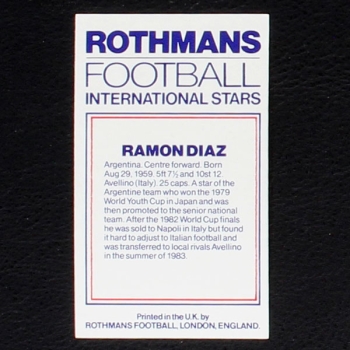 ROTHMANS
FOOTBALL
INTERNATIONAL STARS
RAMON DIAZ
Argentina. Centre forward. Born
Aug 29, 1959. 5ft 7½ and 10st 12.
Avellino (Italy). 25 caps. A star of the
Argentine team who won the 1979
World Youth Cup in Japan and was
then promoted to the senior national
team. After the 1982 World Cup finals
he was sold to Napoli in Italy but found
it hard to adjust to Italian football and
was transferred to local rivals Avellino
in the summer of 1983.
Printed in the U.K. by
ROTHMANS FOOTBALL, LONDON, ENGLAND.